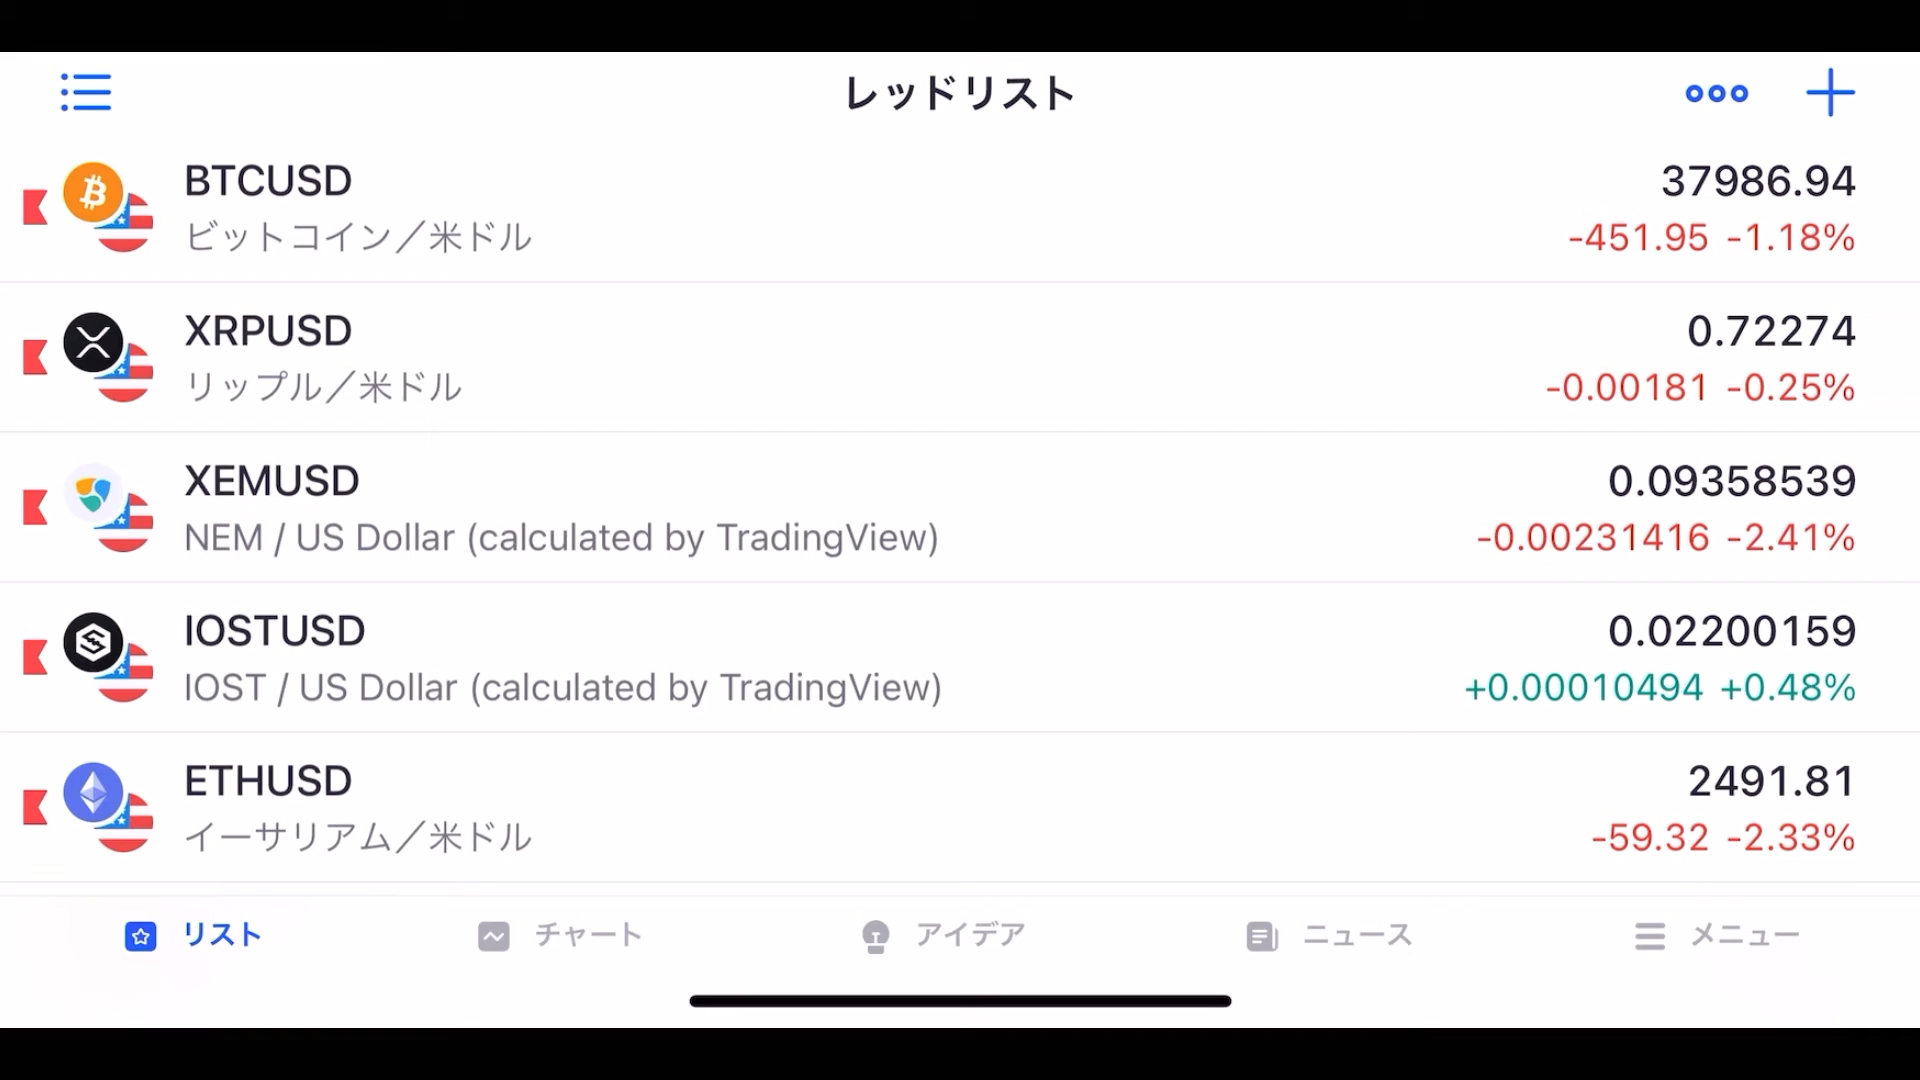 レッドリスト
BTCUSD 37986.94
ビットコイン／米ドル -451.95 -1.18%
XRPUSD 0.72274
リップル／米ドル -0.00181 -0.25%
XEMUSD 0.09358539
NEM / US Dollar (calculated by TradingView) -0.00231416 -2.41%
IOSTUSD 0.02200159
IOST / US Dollar (calculated by TradingView) +0.00010494 +0.48%
ETHUSD 2491.81
イーサリアム／米ドル -59.32 -2.33%
リスト チャート アイデア ニュース メニュー